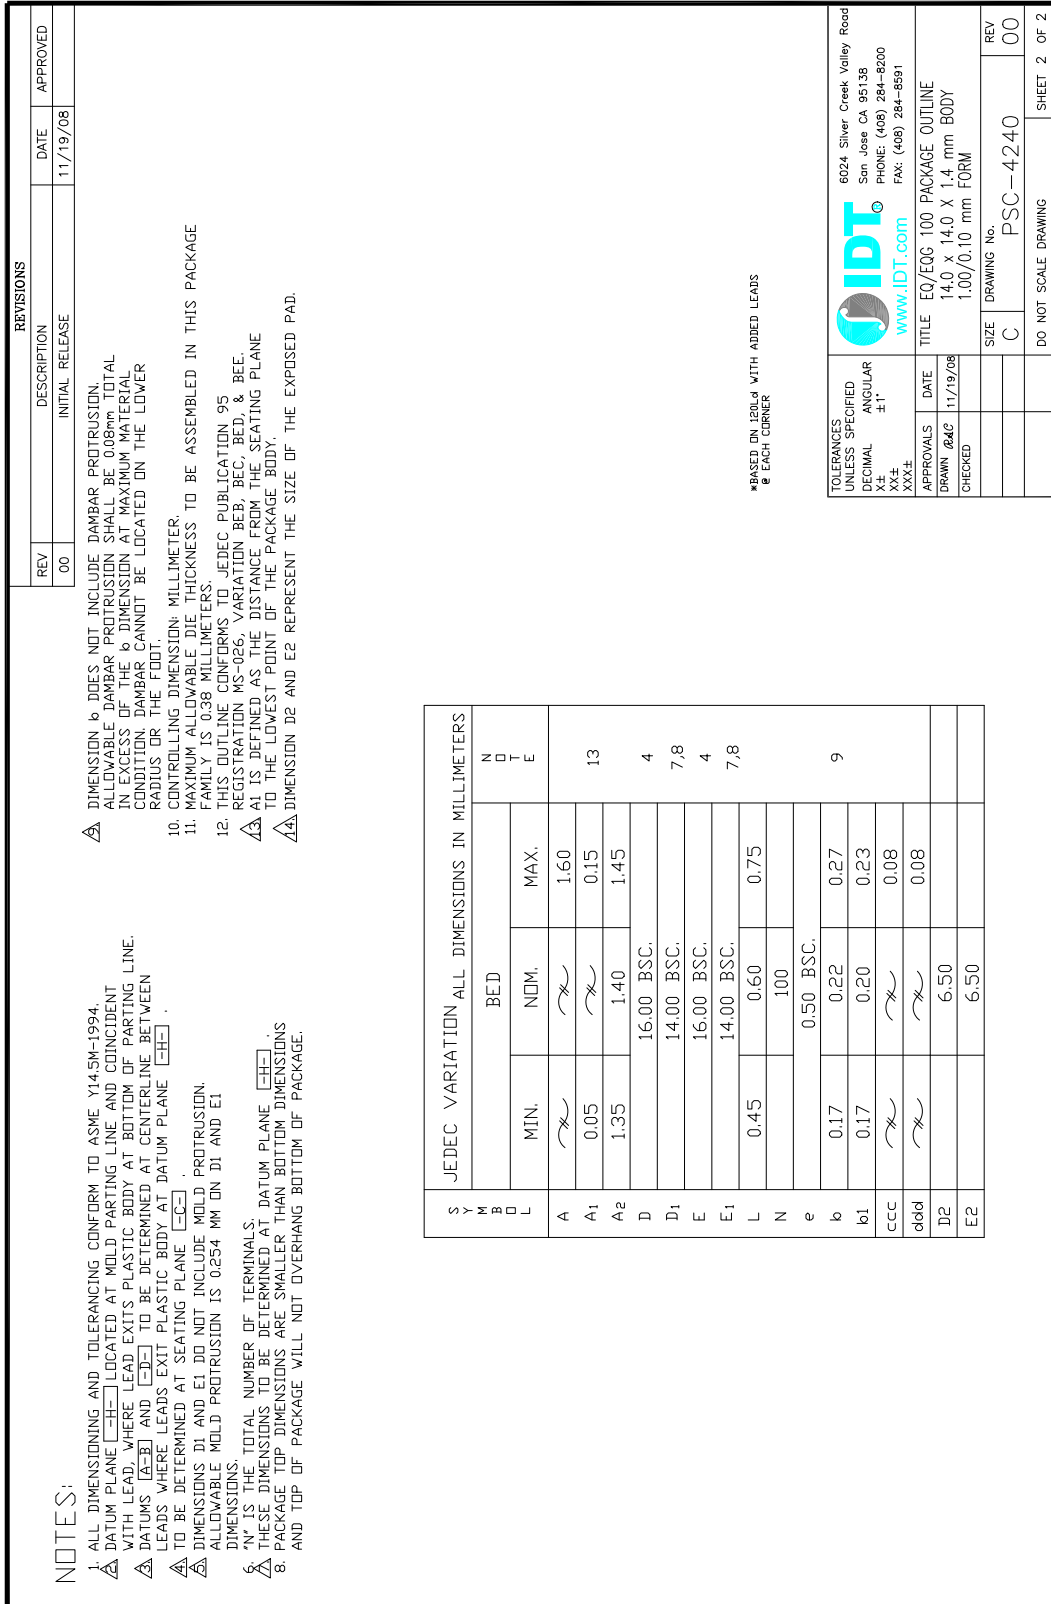 NOTES:
1. ALL DIMENSIONING AND TOLERANCING CONFORM TO ASME Y14.5M-1994.
2. DATUM PLANE -H- LOCATED AT MOLD PARTING LINE AND COINCIDENT
WITH LEAD, WHERE LEAD EXITS PLASTIC BODY AT BOTTOM OF PARTING LINE.
3. DATUMS A-B AND -D- TO BE DETERMINED AT CENTERLINE BETWEEN
LEADS WHERE LEADS EXIT PLASTIC BODY AT DATUM PLANE -H- .
4. TO BE DETERMINED AT SEATING PLANE -C- .
5. DIMENSIONS D1 AND E1 DO NOT INCLUDE MOLD PROTRUSION.
ALLOWABLE MOLD PROTRUSION IS 0.254 MM ON D1 AND E1
DIMENSIONS.
6. "N" IS THE TOTAL NUMBER OF TERMINALS.
7. THESE DIMENSIONS TO BE DETERMINED AT DATUM PLANE -H- .
8. PACKAGE TOP DIMENSIONS ARE SMALLER THAN BOTTOM DIMENSIONS
AND TOP OF PACKAGE WILL NOT OVERHANG BOTTOM OF PACKAGE.
9. DIMENSION b DOES NOT INCLUDE DAMBAR PROTRUSION.
ALLOWABLE DAMBAR PROTRUSION SHALL BE 0.08mm TOTAL
IN EXCESS OF THE b DIMENSION AT MAXIMUM MATERIAL
CONDITION. DAMBAR CANNOT BE LOCATED ON THE LOWER
RADIUS OR THE FOOT.
10. CONTROLLING DIMENSION: MILLIMETER.
11. MAXIMUM ALLOWABLE DIE THICKNESS TO BE ASSEMBLED IN THIS PACKAGE
FAMILY IS 0.38 MILLIMETERS.
12. THIS OUTLINE CONFORMS TO JEDEC PUBLICATION 95
REGISTRATION MS-026, VARIATION BEB, BEC, BED, & BEE.
13. A1 IS DEFINED AS THE DISTANCE FROM THE SEATING PLANE
TO THE LOWEST POINT OF THE PACKAGE BODY.
14. DIMENSION D2 AND E2 REPRESENT THE SIZE OF THE EXPOSED PAD.
REVISIONS
REV DESCRIPTION DATE APPROVED
00 INITIAL RELEASE 11/19/08
SYMBOL JEDEC VARIATION ALL DIMENSIONS IN MILLIMETERS
BED NOTE
MIN. NOM. MAX.
A 1.60
A1 0.05 0.15 13
A2 1.35 1.40 1.45
D 16.00 BSC. 4
D1 14.00 BSC. 7,8
E 16.00 BSC. 4
E1 14.00 BSC. 7,8
L 0.45 0.60 0.75
N 100
e 0.50 BSC.
b 0.17 0.22 0.27 9
b1 0.17 0.20 0.23
ccc 0.08
ddd 0.08
D2 6.50
E2 6.50
*BASED ON 120Ld WITH ADDED LEADS
@ EACH CORNER
TOLERANCES
UNLESS SPECIFIED
DECIMAL ANGULAR
X± ±1°
XX±
XXX±
IDT ®
www.IDT.com
6024 Silver Creek Valley Road
San Jose CA 95138
PHONE: (408) 284-8200
FAX: (408) 284-8591
APPROVALS DATE
DRAWN RAC 11/19/08
CHECKED
TITLE EQ/EQG 100 PACKAGE OUTLINE
14.0 x 14.0 X 1.4 mm BODY
1.00/0.10 mm FORM
SIZE DRAWING No. REV
C PSC-4240 00
DO NOT SCALE DRAWING SHEET 2 OF 2